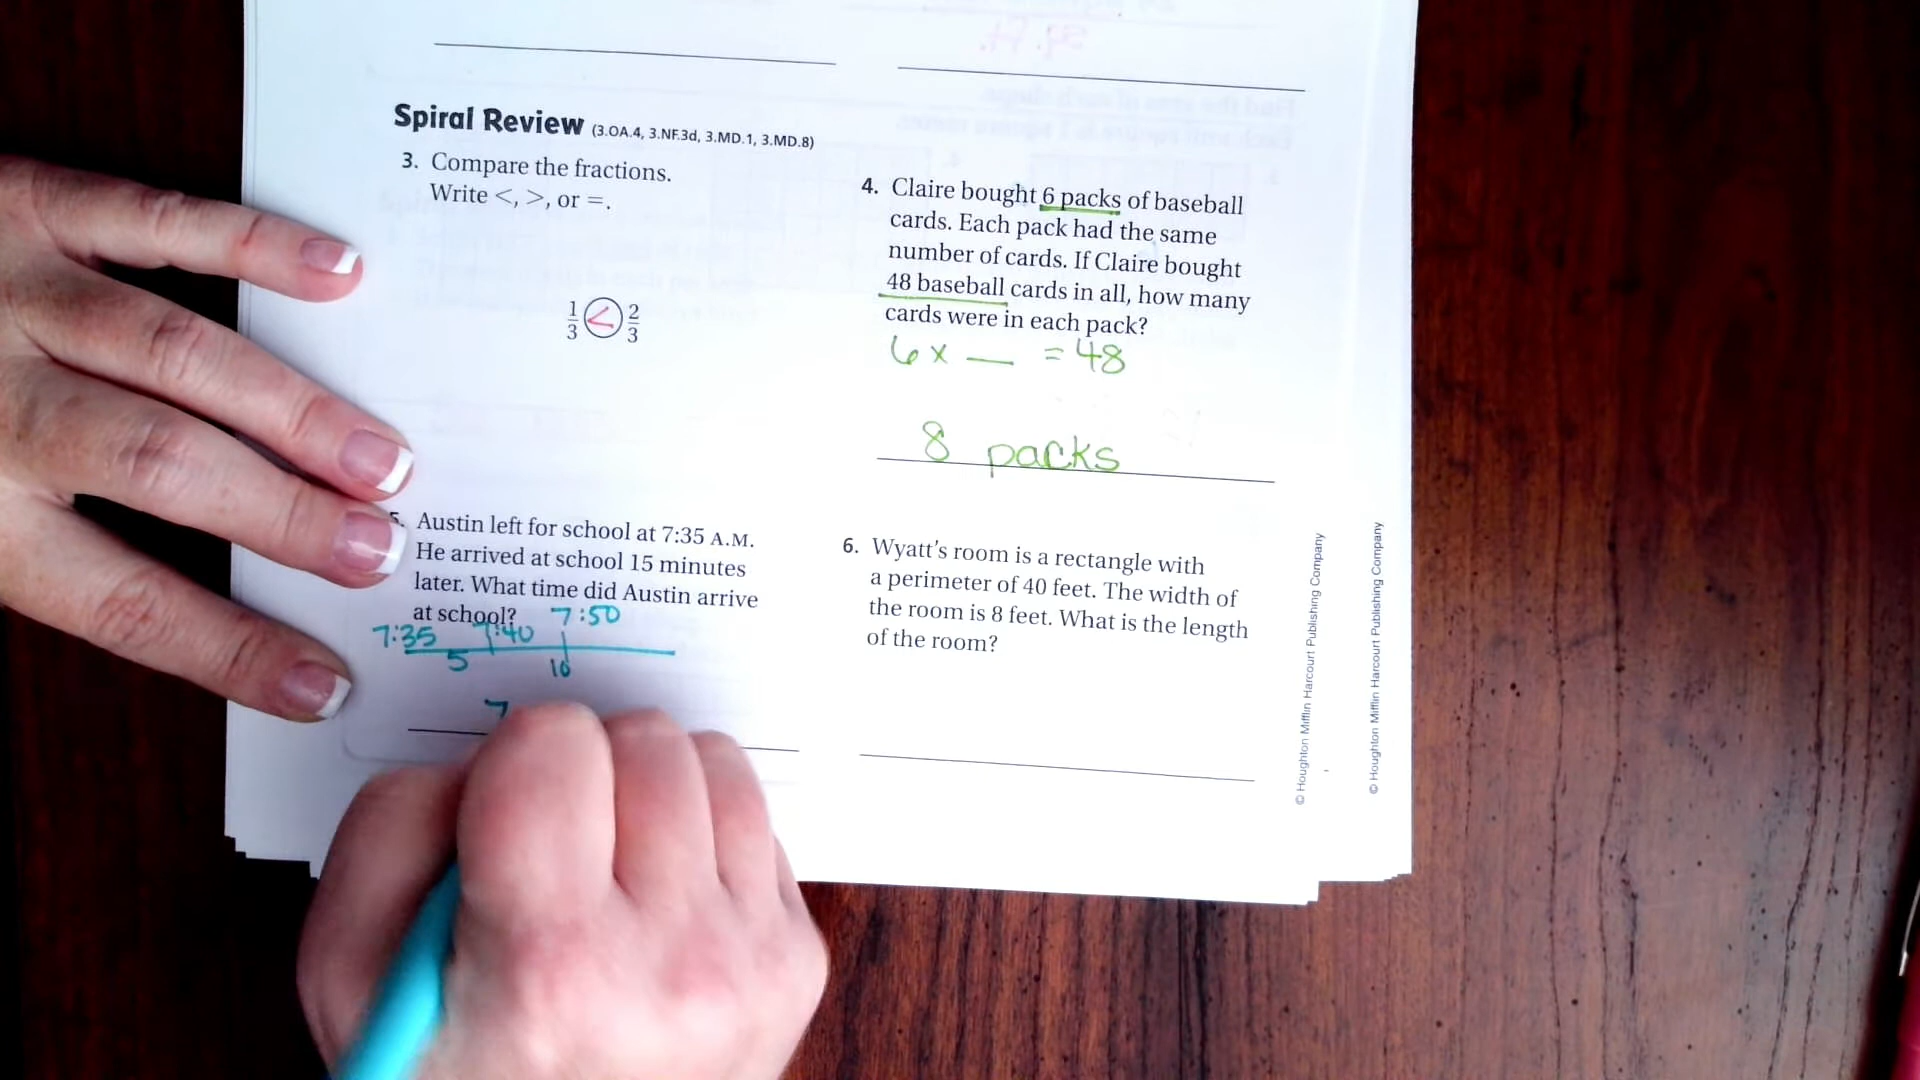 Spiral Review (3.OA.4, 3.NF.3d, 3.MD.1, 3.MD.8)
3. Compare the fractions.
Write <, >, or =.
1/3 < 2/3
4. Claire bought 6 packs of baseball
cards. Each pack had the same
number of cards. If Claire bought
48 baseball cards in all, how many
cards were in each pack?
6 x __ = 48
8 packs
5. Austin left for school at 7:35 A.M.
He arrived at school 15 minutes
later. What time did Austin arrive
at school?
7:35 7:40 7:50
5 10
7
6. Wyatt's room is a rectangle with
a perimeter of 40 feet. The width of
the room is 8 feet. What is the length
of the room?
© Houghton Mifflin Harcourt Publishing Company
© Houghton Mifflin Harcourt Publishing Company